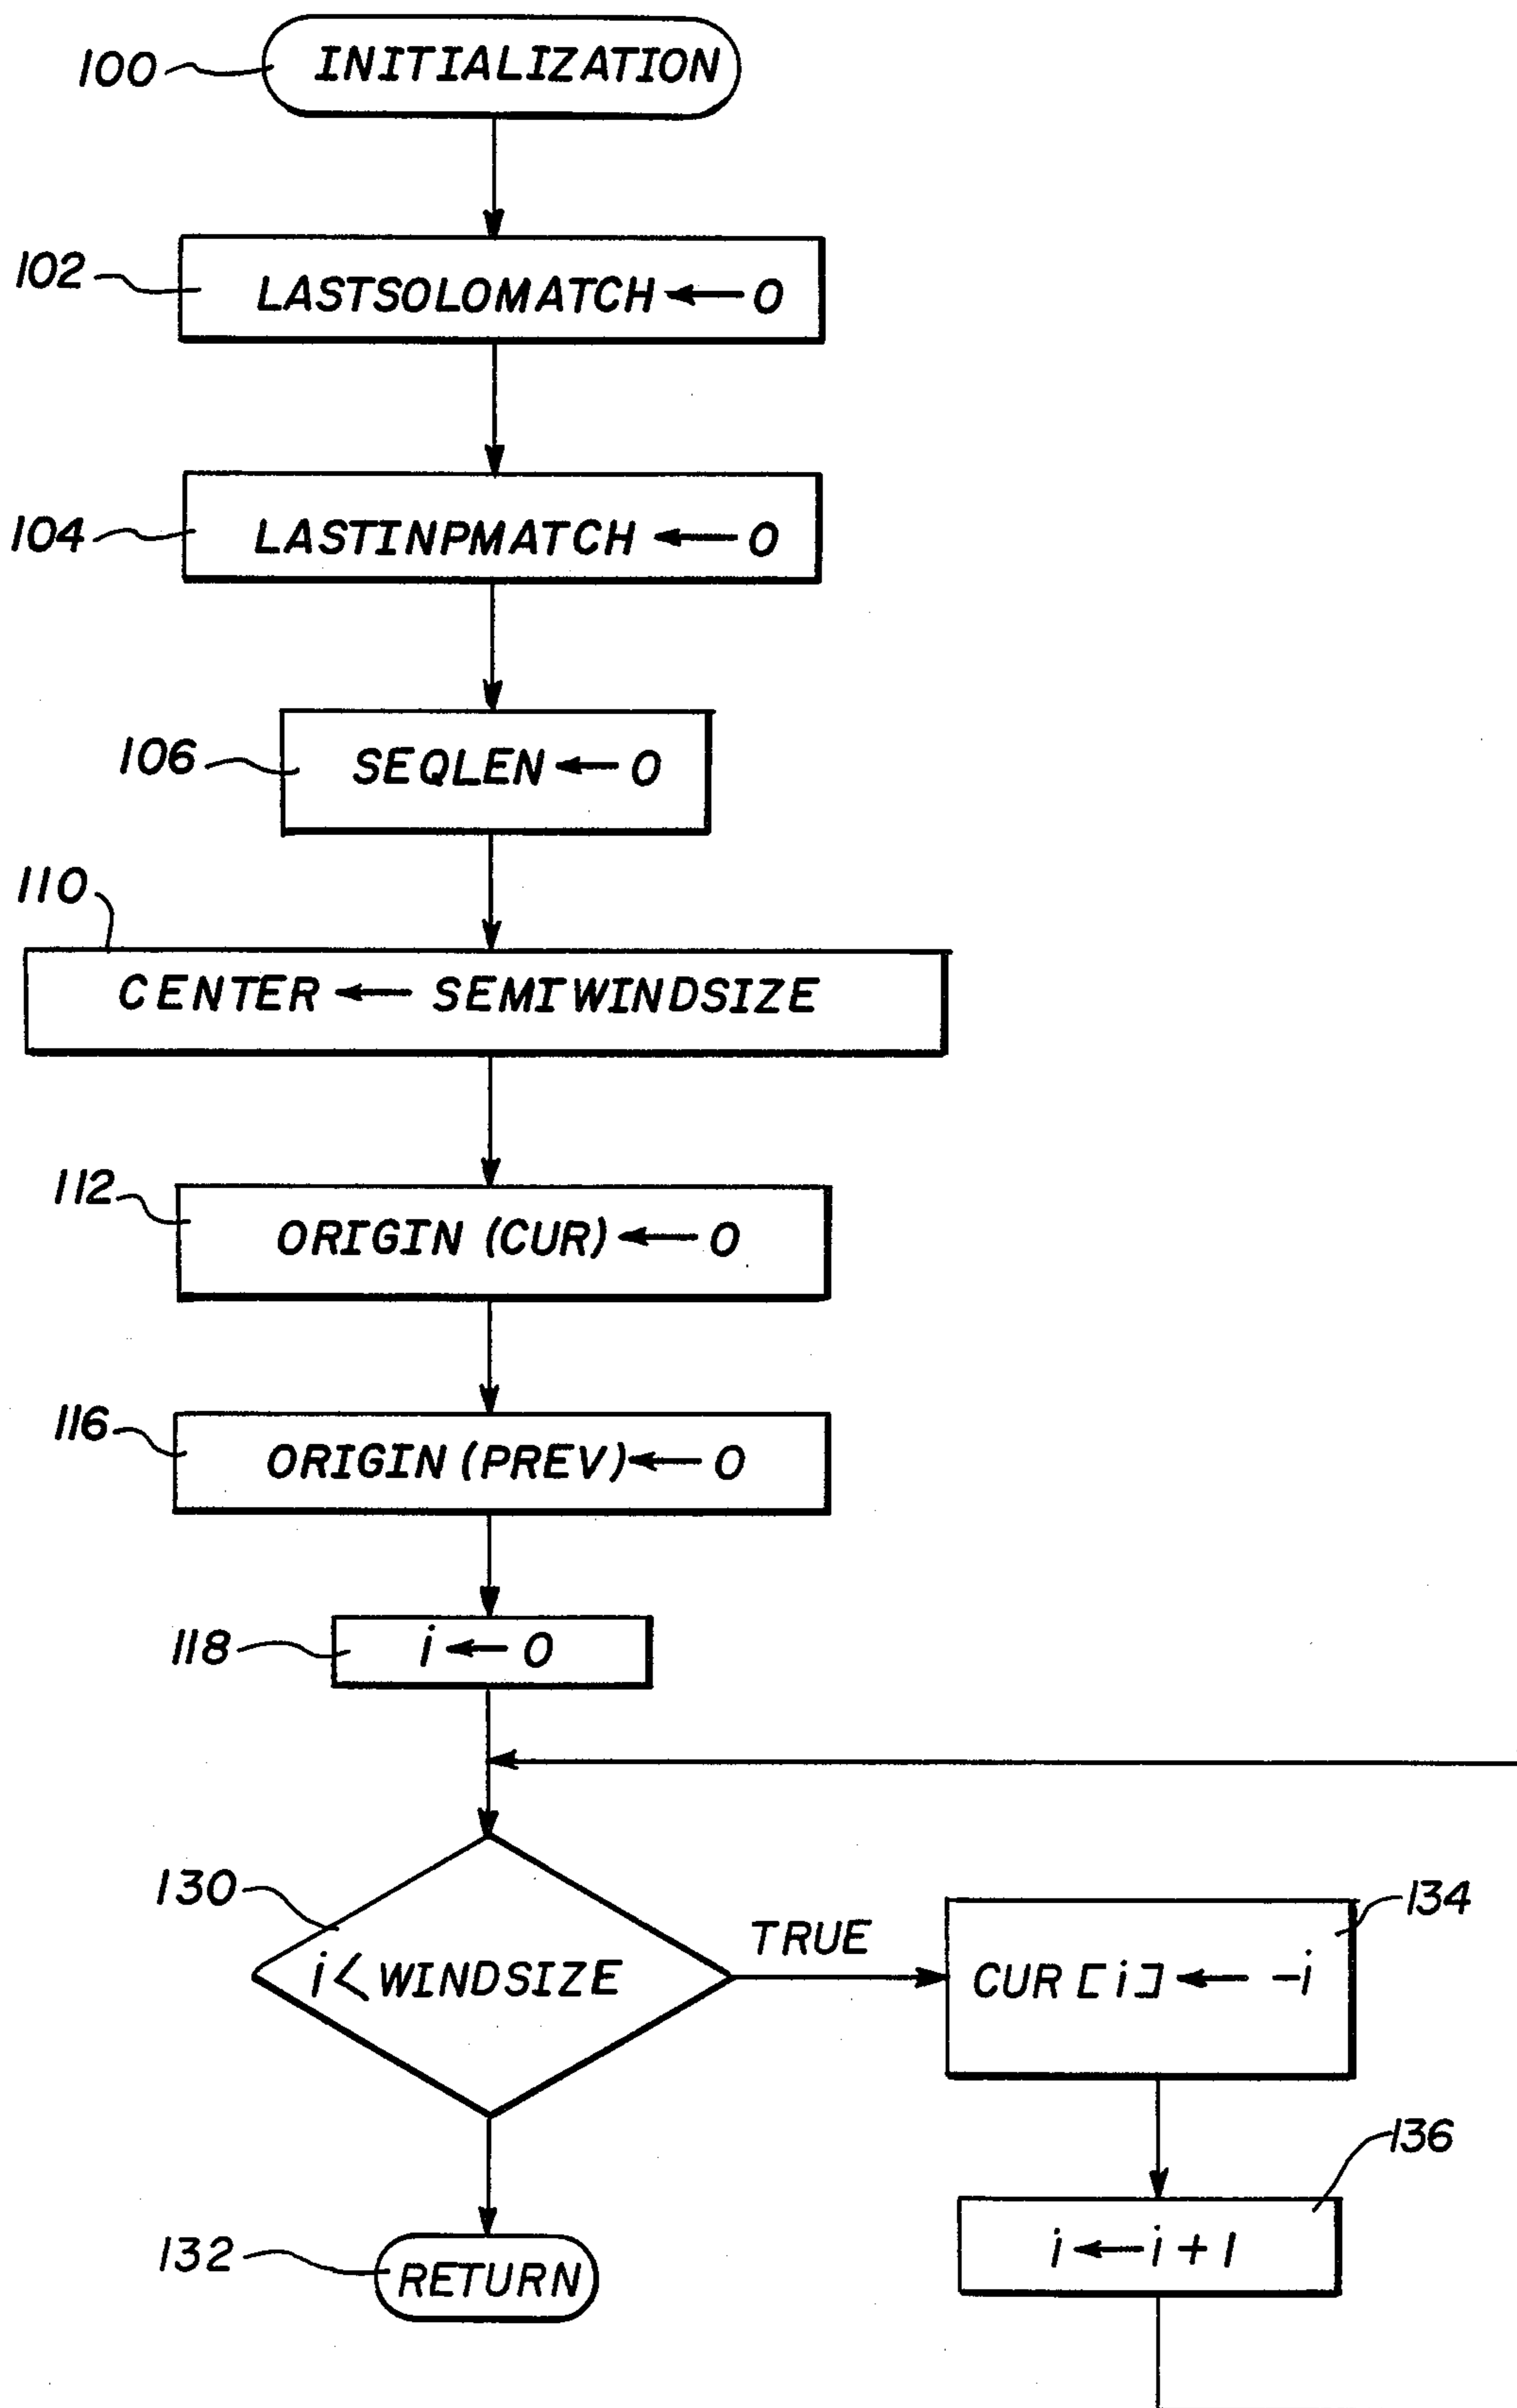 100 INITIALIZATION
102 LASTSOLOMATCH ← 0
104 LASTINPMATCH ← 0
106 SEQLEN ← 0
110
CENTER ← SEMIWINDSIZE
112 ORIGIN (CUR) ← 0
116 ORIGIN (PREV) ← 0
118 i ← 0
130
i < WINDSIZE
TRUE
134
CUR [i] ← -i
136
i ← i + 1
132 RETURN